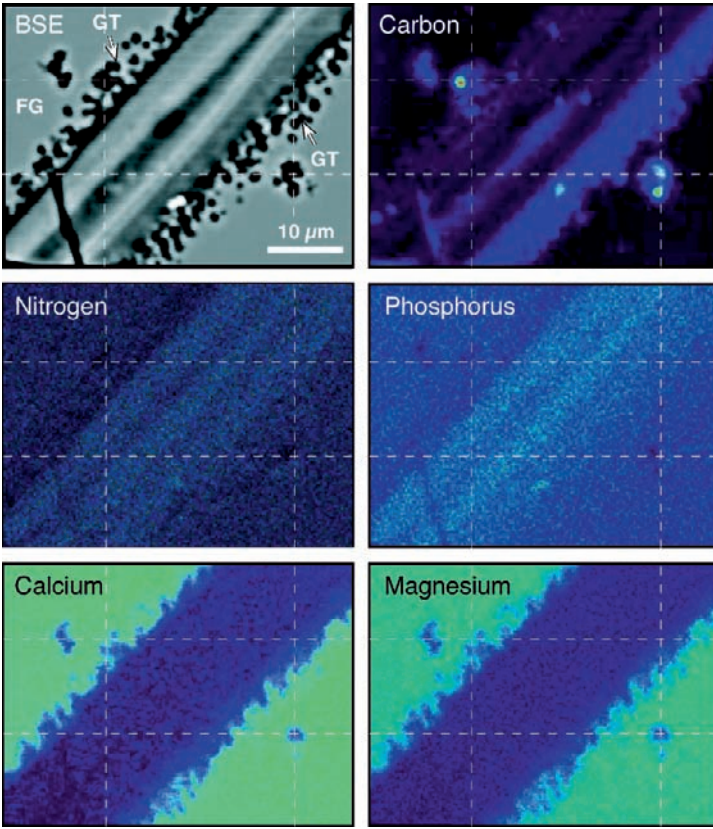 BSE
GT
FG
GT
10 µm
Carbon
Nitrogen
Phosphorus
Calcium
Magnesium